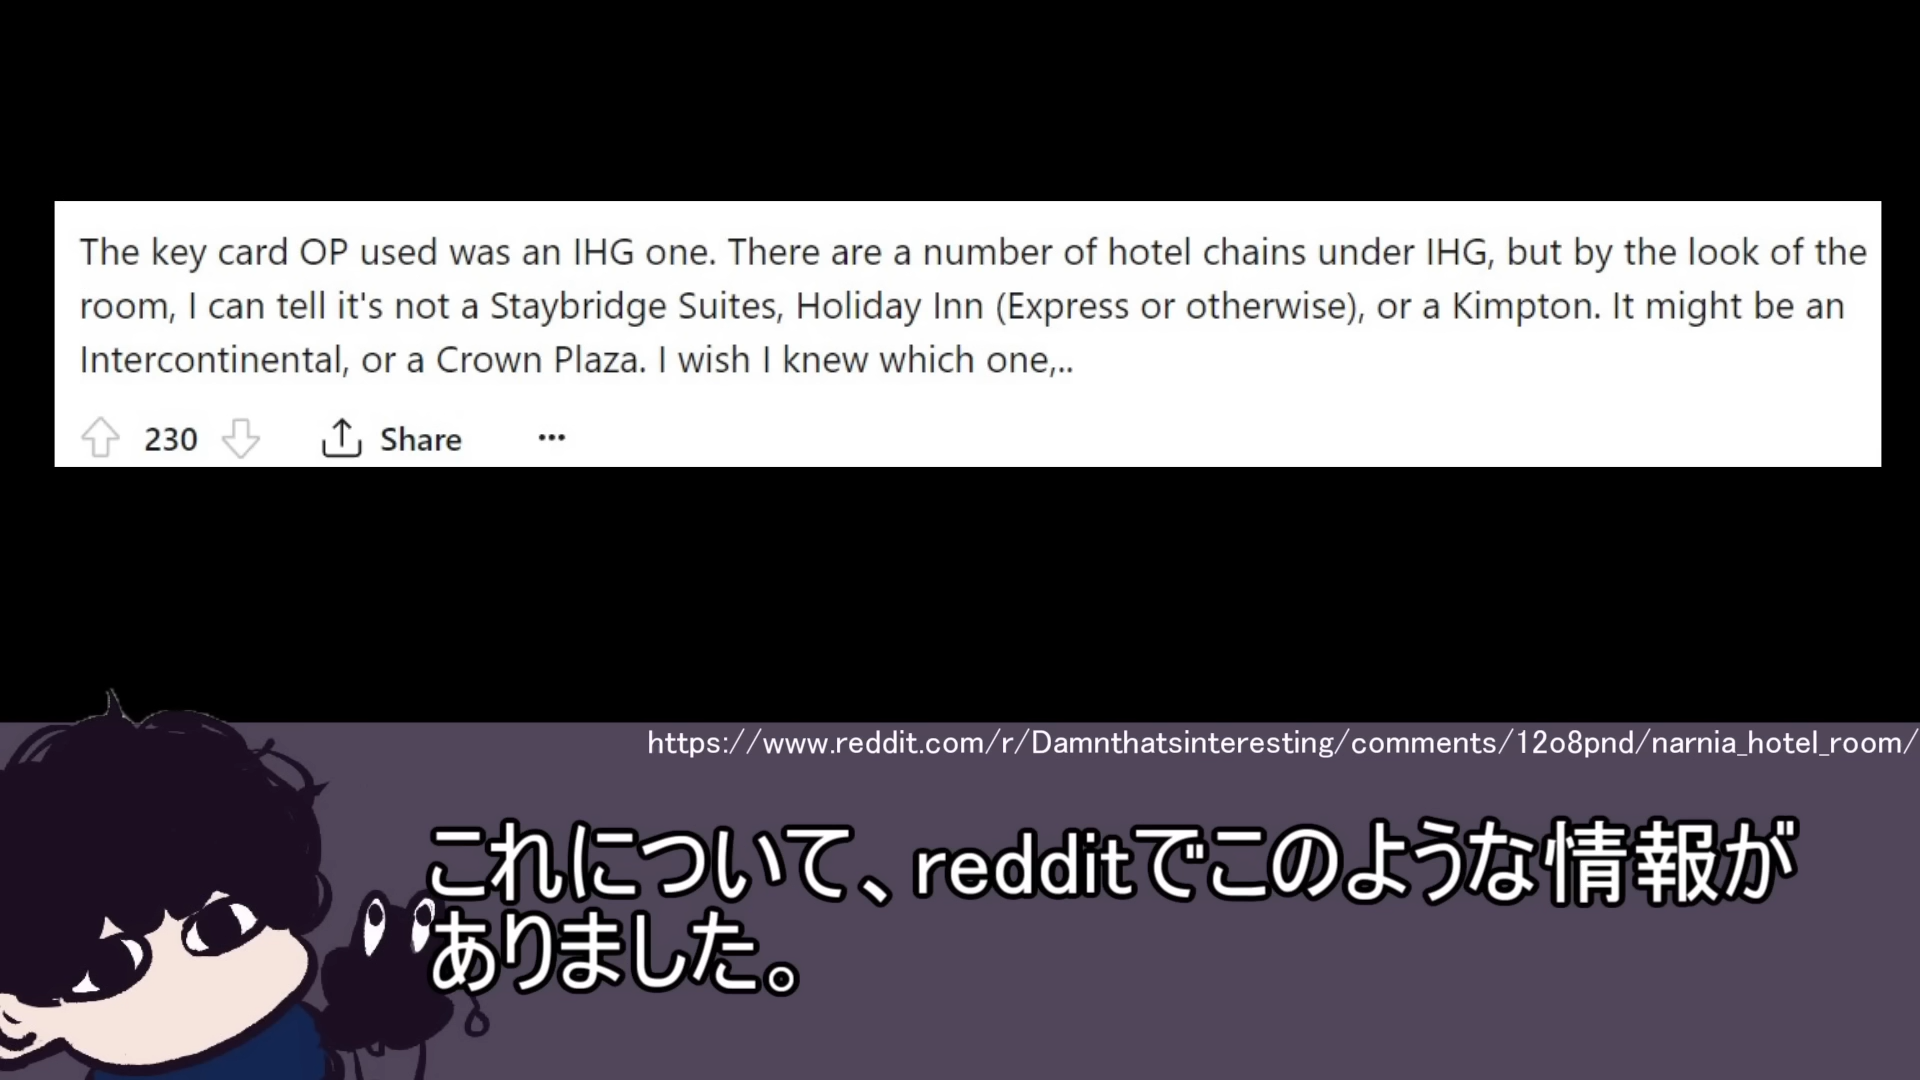 The key card OP used was an IHG one. There are a number of hotel chains under IHG, but by the look of the
room, I can tell it's not a Staybridge Suites, Holiday Inn (Express or otherwise), or a Kimpton. It might be an
Intercontinental, or a Crown Plaza. I wish I knew which one,..
230 Share ...
https://www.reddit.com/r/Damnthatsinteresting/comments/12o8pnd/narnia_hotel_room/
これについて、redditでこのような情報が
ありました。